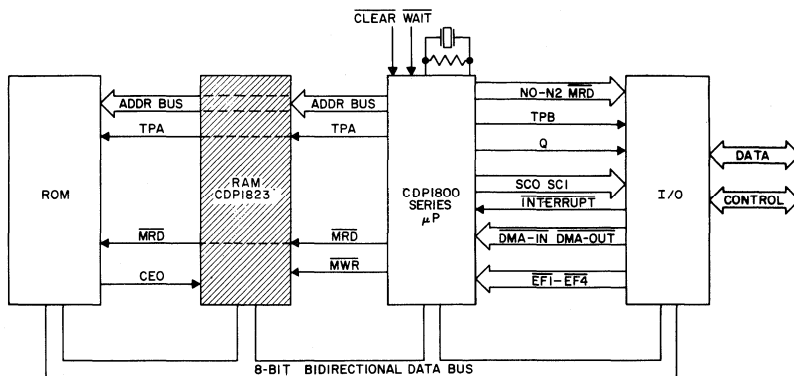 CLEAR WAIT
ADDR BUS
ADDR BUS
NO-N2 MRD
TPA
TPA
TPB
Q
DATA
ROM
RAM
CDP1823
CDP1800
SERIES
μP
SCO SCI
I/O
INTERRUPT
CONTROL
MRD
MRD
DMA-IN DMA-OUT
MWR
CEO
EF1-EF4
8-BIT BIDIRECTIONAL DATA BUS